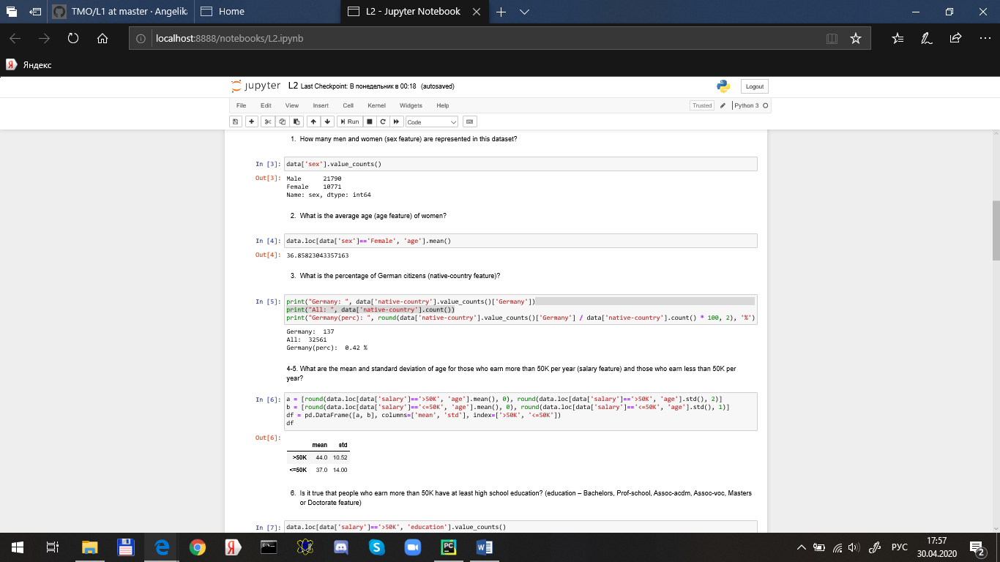 TMO/L1 at master · Angelik
Home
L2 - Jupyter Notebook
localhost:8888/notebooks/L2.ipynb
Я Яндекс
jupyter L2 Last Checkpoint: В понедельник в 00:18 (autosaved)
Logout
File Edit View Insert Cell Kernel Widgets Help
Trusted Python 3
Run Code
1. How many men and women (sex feature) are represented in this dataset?
In [3]: data['sex'].value_counts()
Out[3]: Male 21790
Female 10771
Name: sex, dtype: int64
2. What is the average age (age feature) of women?
In [4]: data.loc[data['sex']=='Female', 'age'].mean()
Out[4]: 36.85823043357163
3. What is the percentage of German citizens (native-country feature)?
In [5]: print("Germany: ", data['native-country'].value_counts()['Germany'])
print("All: ", data['native-country'].count())
print("Germany(perc): ", round(data['native-country'].value_counts()['Germany'] / data['native-country'].count() * 100, 2), '%')
Germany: 137
All: 32561
Germany(perc): 0.42 %
4-5. What are the mean and standard deviation of age for those who earn more than 50K per year (salary feature) and those who earn less than 50K per
year?
In [6]: a = [round(data.loc[data['salary']=='>50K', 'age'].mean(), 0), round(data.loc[data['salary']=='>50K', 'age'].std(), 2)]
b = [round(data.loc[data['salary']=='<=50K', 'age'].mean(), 0), round(data.loc[data['salary']=='<=50K', 'age'].std(), 1)]
df = pd.DataFrame([a, b], columns=['mean', 'std'], index=['>50K', '<=50K'])
df
Out[6]:
mean std
>50K 44.0 10.52
<=50K 37.0 14.00
6. Is it true that people who earn more than 50K have at least high school education? (education – Bachelors, Prof-school, Assoc-acdm, Assoc-voc, Masters
or Doctorate feature)
In [7]: data.loc[data['salary']=='>50K', 'education'].value_counts()
РУС
17:57
30.04.2020
2